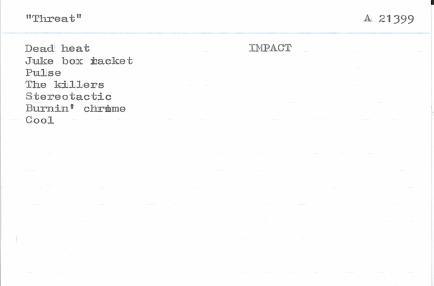 "Threat" A 21399
Dead heat IMPACT
Juke box racket
Pulse
The killers
Stereotactic
Burnin' chrome
Cool